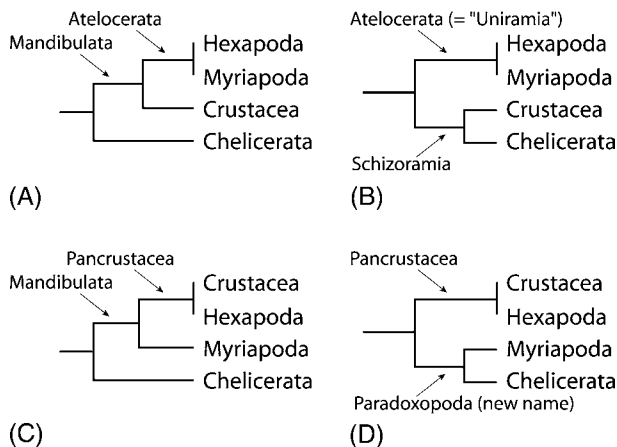 Atelocerata
Mandibulata
Hexapoda
Myriapoda
Crustacea
Chelicerata
(A)
Atelocerata (= "Uniramia")
Hexapoda
Myriapoda
Crustacea
Chelicerata
Schizoramia
(B)
Pancrustacea
Mandibulata
Crustacea
Hexapoda
Myriapoda
Chelicerata
(C)
Pancrustacea
Crustacea
Hexapoda
Myriapoda
Chelicerata
Paradoxopoda (new name)
(D)